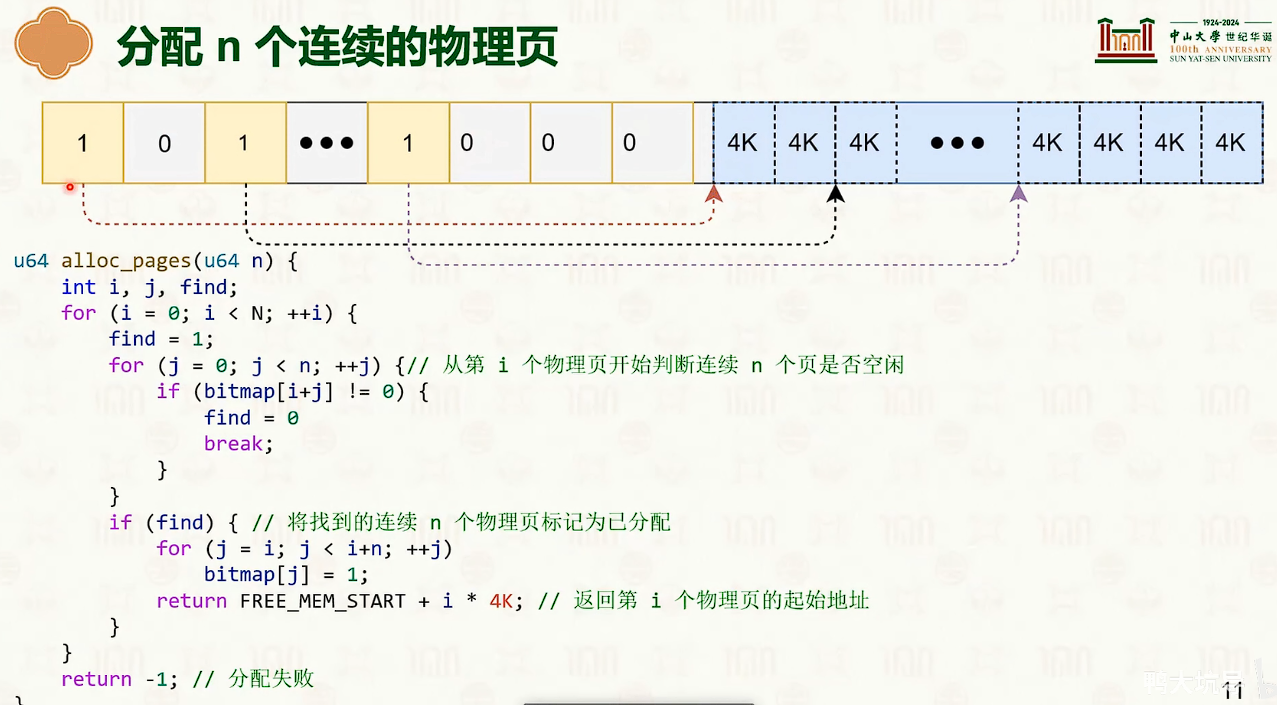 分配 n 个连续的物理页
1924-2024
中山大學 世纪华诞
100th ANNIVERSARY
SUN YAT-SEN UNIVERSITY
1 0 1 ●●● 1 0 0 0 4K 4K 4K ●●● 4K 4K 4K 4K
u64 alloc_pages(u64 n) {
int i, j, find;
for (i = 0; i < N; ++i) {
find = 1;
for (j = 0; j < n; ++j) {// 从第 i 个物理页开始判断连续 n 个页是否空闲
if (bitmap[i+j] != 0) {
find = 0
break;
}
}
if (find) { // 将找到的连续 n 个物理页标记为已分配
for (j = i; j < i+n; ++j)
bitmap[j] = 1;
return FREE_MEM_START + i * 4K; // 返回第 i 个物理页的起始地址
}
}
return -1; // 分配失败
}
11